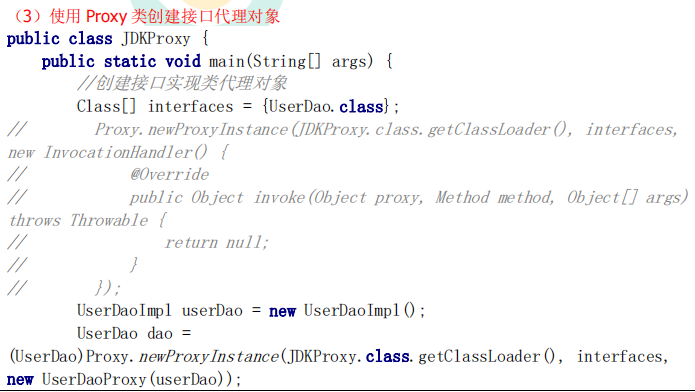 （3）使用 Proxy 类创建接口代理对象
public class JDKProxy {
    public static void main(String[] args) {
        //创建接口实现类代理对象
        Class[] interfaces = {UserDao.class};
//        Proxy.newProxyInstance(JDKProxy.class.getClassLoader(), interfaces,
new InvocationHandler() {
//            @Override
//            public Object invoke(Object proxy, Method method, Object[] args)
throws Throwable {
//                return null;
//            }
//        });
        UserDaoImpl userDao = new UserDaoImpl();
        UserDao dao =
(UserDao)Proxy.newProxyInstance(JDKProxy.class.getClassLoader(), interfaces,
new UserDaoProxy(userDao));